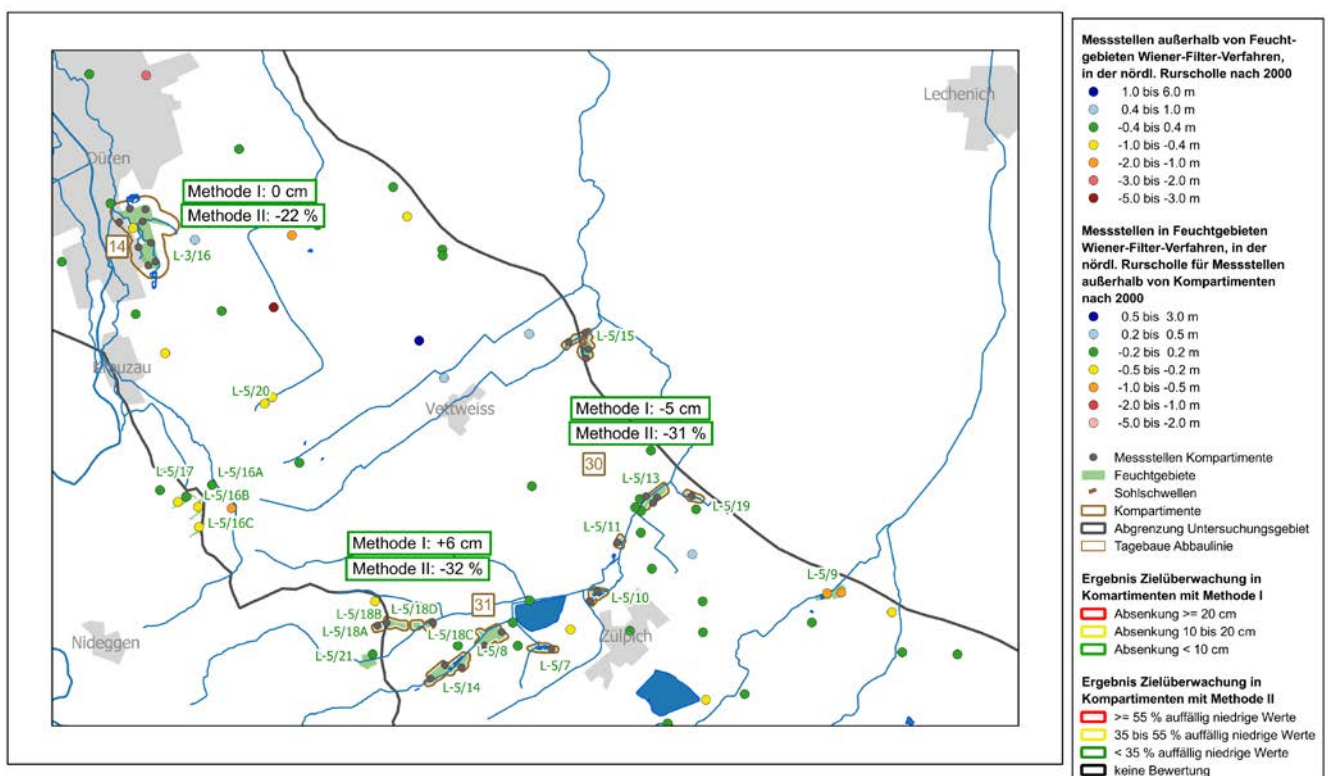 Lechenich
Düren
Methode I: 0 cm
Methode II: -22 %
14
L-3/16
L-5/15
Kreuzau
L-5/20
Vettweiss
Methode I: -5 cm
Methode II: -31 %
30
L-5/17
L-5/16A
L-5/16B
L-5/16C
L-5/13
L-5/19
L-5/11
Methode I: +6 cm
Methode II: -32 %
31
L-5/9
L-5/10
L-5/18B
L-5/18D
L-5/18A
L-5/18C
Nideggen
Zülpich
L-5/21
L-5/8
L-5/7
L-5/14
Messstellen außerhalb von Feucht-
gebieten Wiener-Filter-Verfahren,
in der nördl. Rurscholle nach 2000
1.0 bis 6.0 m
0.4 bis 1.0 m
-0.4 bis 0.4 m
-1.0 bis -0.4 m
-2.0 bis -1.0 m
-3.0 bis -2.0 m
-5.0 bis -3.0 m
Messstellen in Feuchtgebieten
Wiener-Filter-Verfahren, in der
nördl. Rurscholle für Messstellen
außerhalb von Kompartimenten
nach 2000
0.5 bis 3.0 m
0.2 bis 0.5 m
-0.2 bis 0.2 m
-0.5 bis -0.2 m
-1.0 bis -0.5 m
-2.0 bis -1.0 m
-5.0 bis -2.0 m
Messstellen Kompartimente
Feuchtgebiete
Sohlschwellen
Kompartimente
Abgrenzung Untersuchungsgebiet
Tagebaue Abbaulinie
Ergebnis Zielüberwachung in
Komartimenten mit Methode I
Absenkung >= 20 cm
Absenkung 10 bis 20 cm
Absenkung < 10 cm
Ergebnis Zielüberwachung in
Kompartimenten mit Methode II
>= 55 % auffällig niedrige Werte
35 bis 55 % auffällig niedrige Werte
< 35 % auffällig niedrige Werte
keine Bewertung